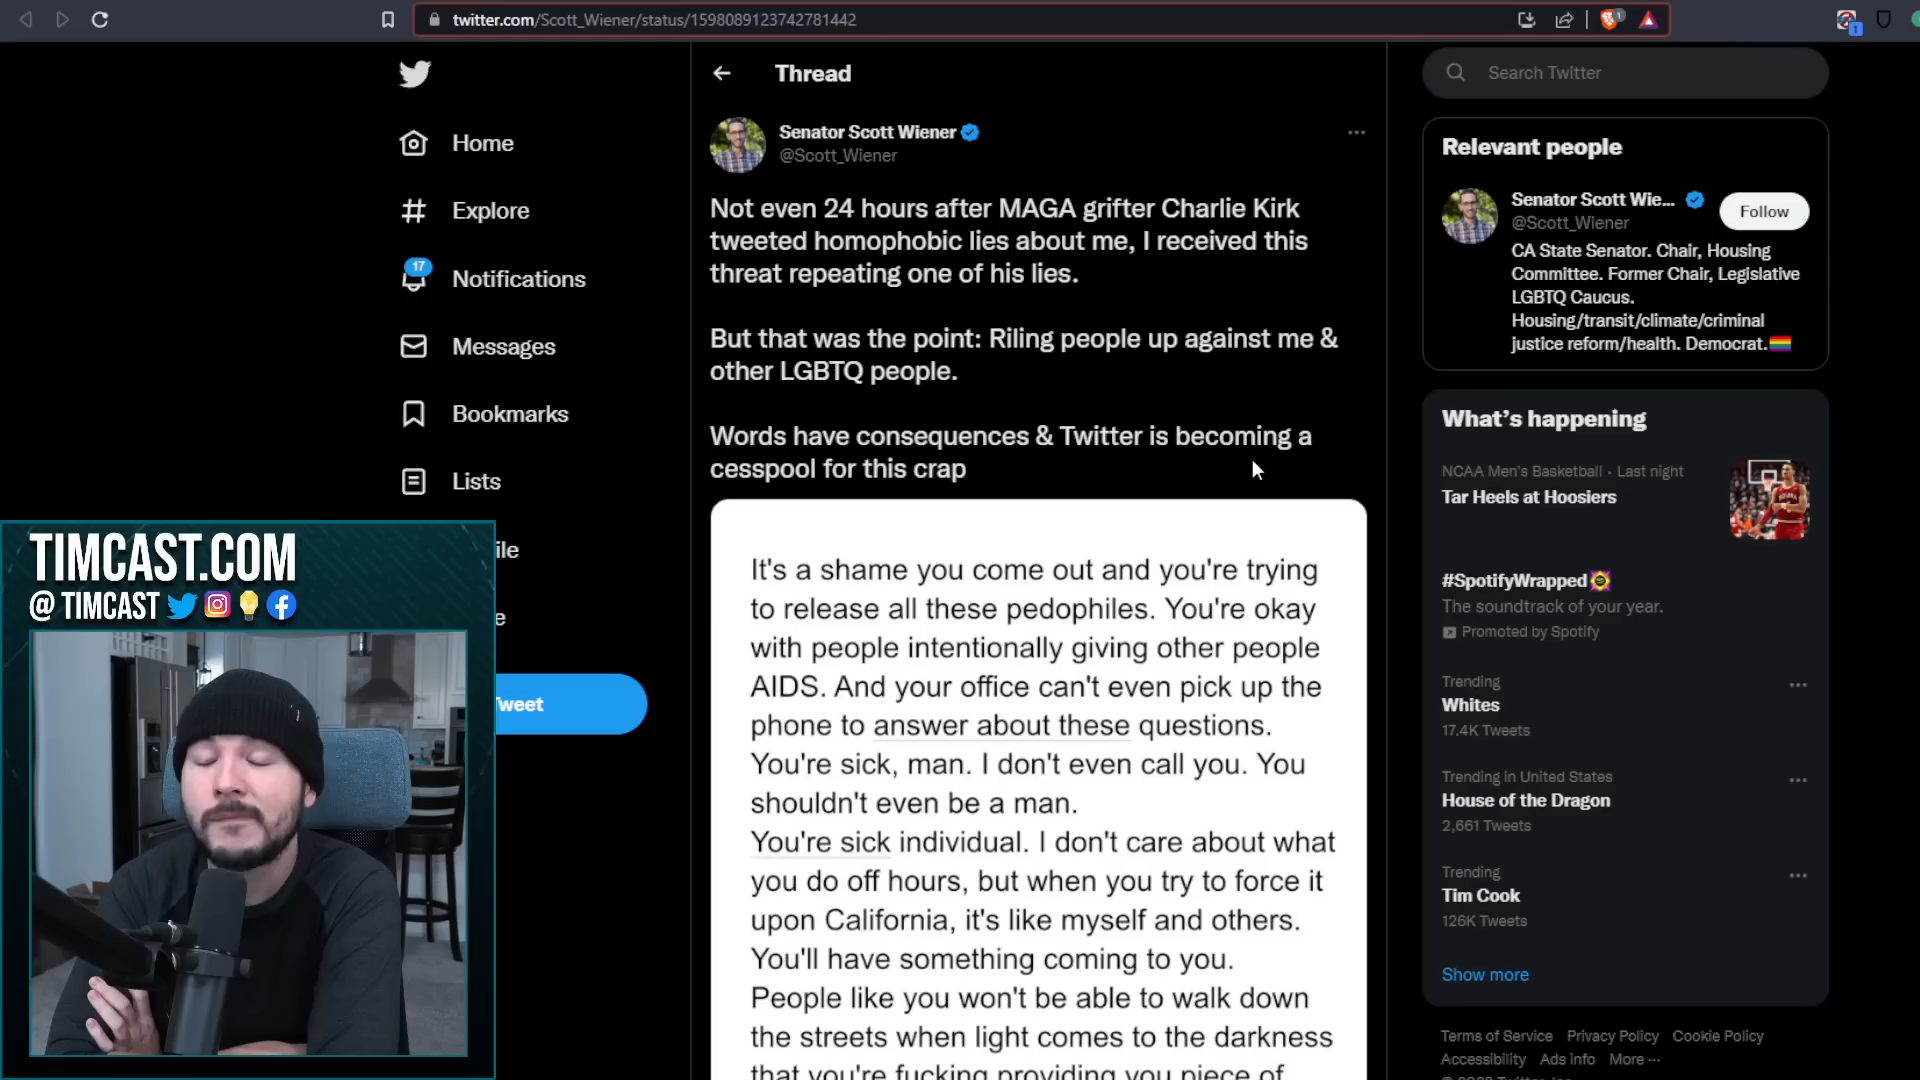 twitter.com/Scott_Wiener/status/1598089123742781442
1
1
Home
Explore
17
Notifications
Messages
Bookmarks
Lists
ile
e
Tweet
TIMCAST.COM
@ TIMCAST
Thread
Senator Scott Wiener
@Scott_Wiener
Not even 24 hours after MAGA grifter Charlie Kirk
tweeted homophobic lies about me, I received this
threat repeating one of his lies.
But that was the point: Riling people up against me &
other LGBTQ people.
Words have consequences & Twitter is becoming a
cesspool for this crap
It's a shame you come out and you're trying
to release all these pedophiles. You're okay
with people intentionally giving other people
AIDS. And your office can't even pick up the
phone to answer about these questions.
You're sick, man. I don't even call you. You
shouldn't even be a man.
You're sick individual. I don't care about what
you do off hours, but when you try to force it
upon California, it's like myself and others.
You'll have something coming to you.
People like you won't be able to walk down
the streets when light comes to the darkness
that you're fucking providing you piece of
Search Twitter
Relevant people
Senator Scott Wie...
@Scott_Wiener
Follow
CA State Senator. Chair, Housing
Committee. Former Chair, Legislative
LGBTQ Caucus.
Housing/transit/climate/criminal
justice reform/health. Democrat.
What's happening
NCAA Men's Basketball · Last night
Tar Heels at Hoosiers
#SpotifyWrapped
The soundtrack of your year.
Promoted by Spotify
Trending
Whites
17.4K Tweets
Trending in United States
House of the Dragon
2,661 Tweets
Trending
Tim Cook
126K Tweets
Show more
Terms of Service Privacy Policy Cookie Policy
Accessibility Ads info More ···